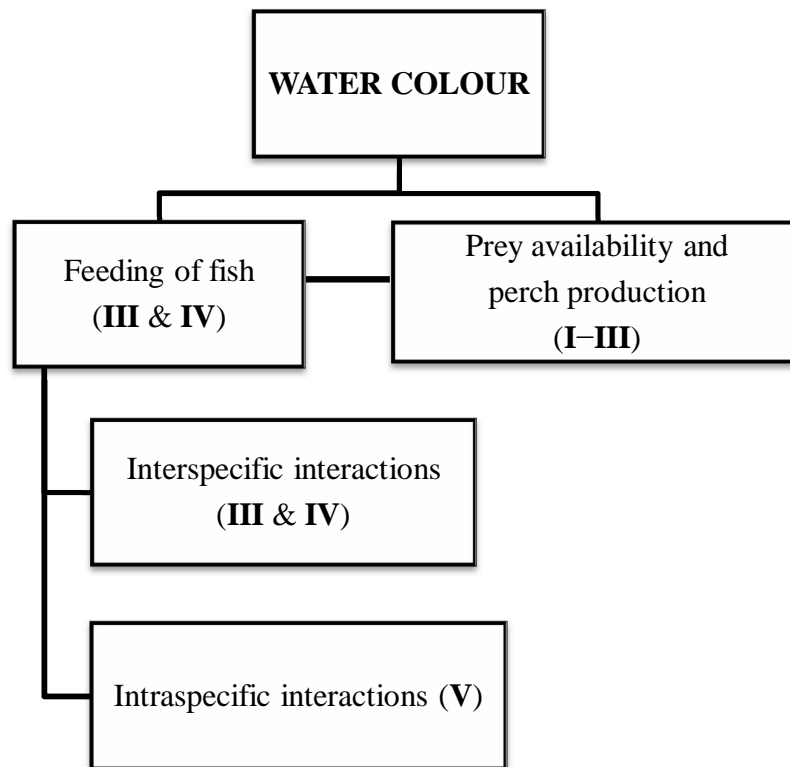 WATER COLOUR
Feeding of fish
(III & IV)
Prey availability and
perch production
(I−III)
Interspecific interactions
(III & IV)
Intraspecific interactions (V)